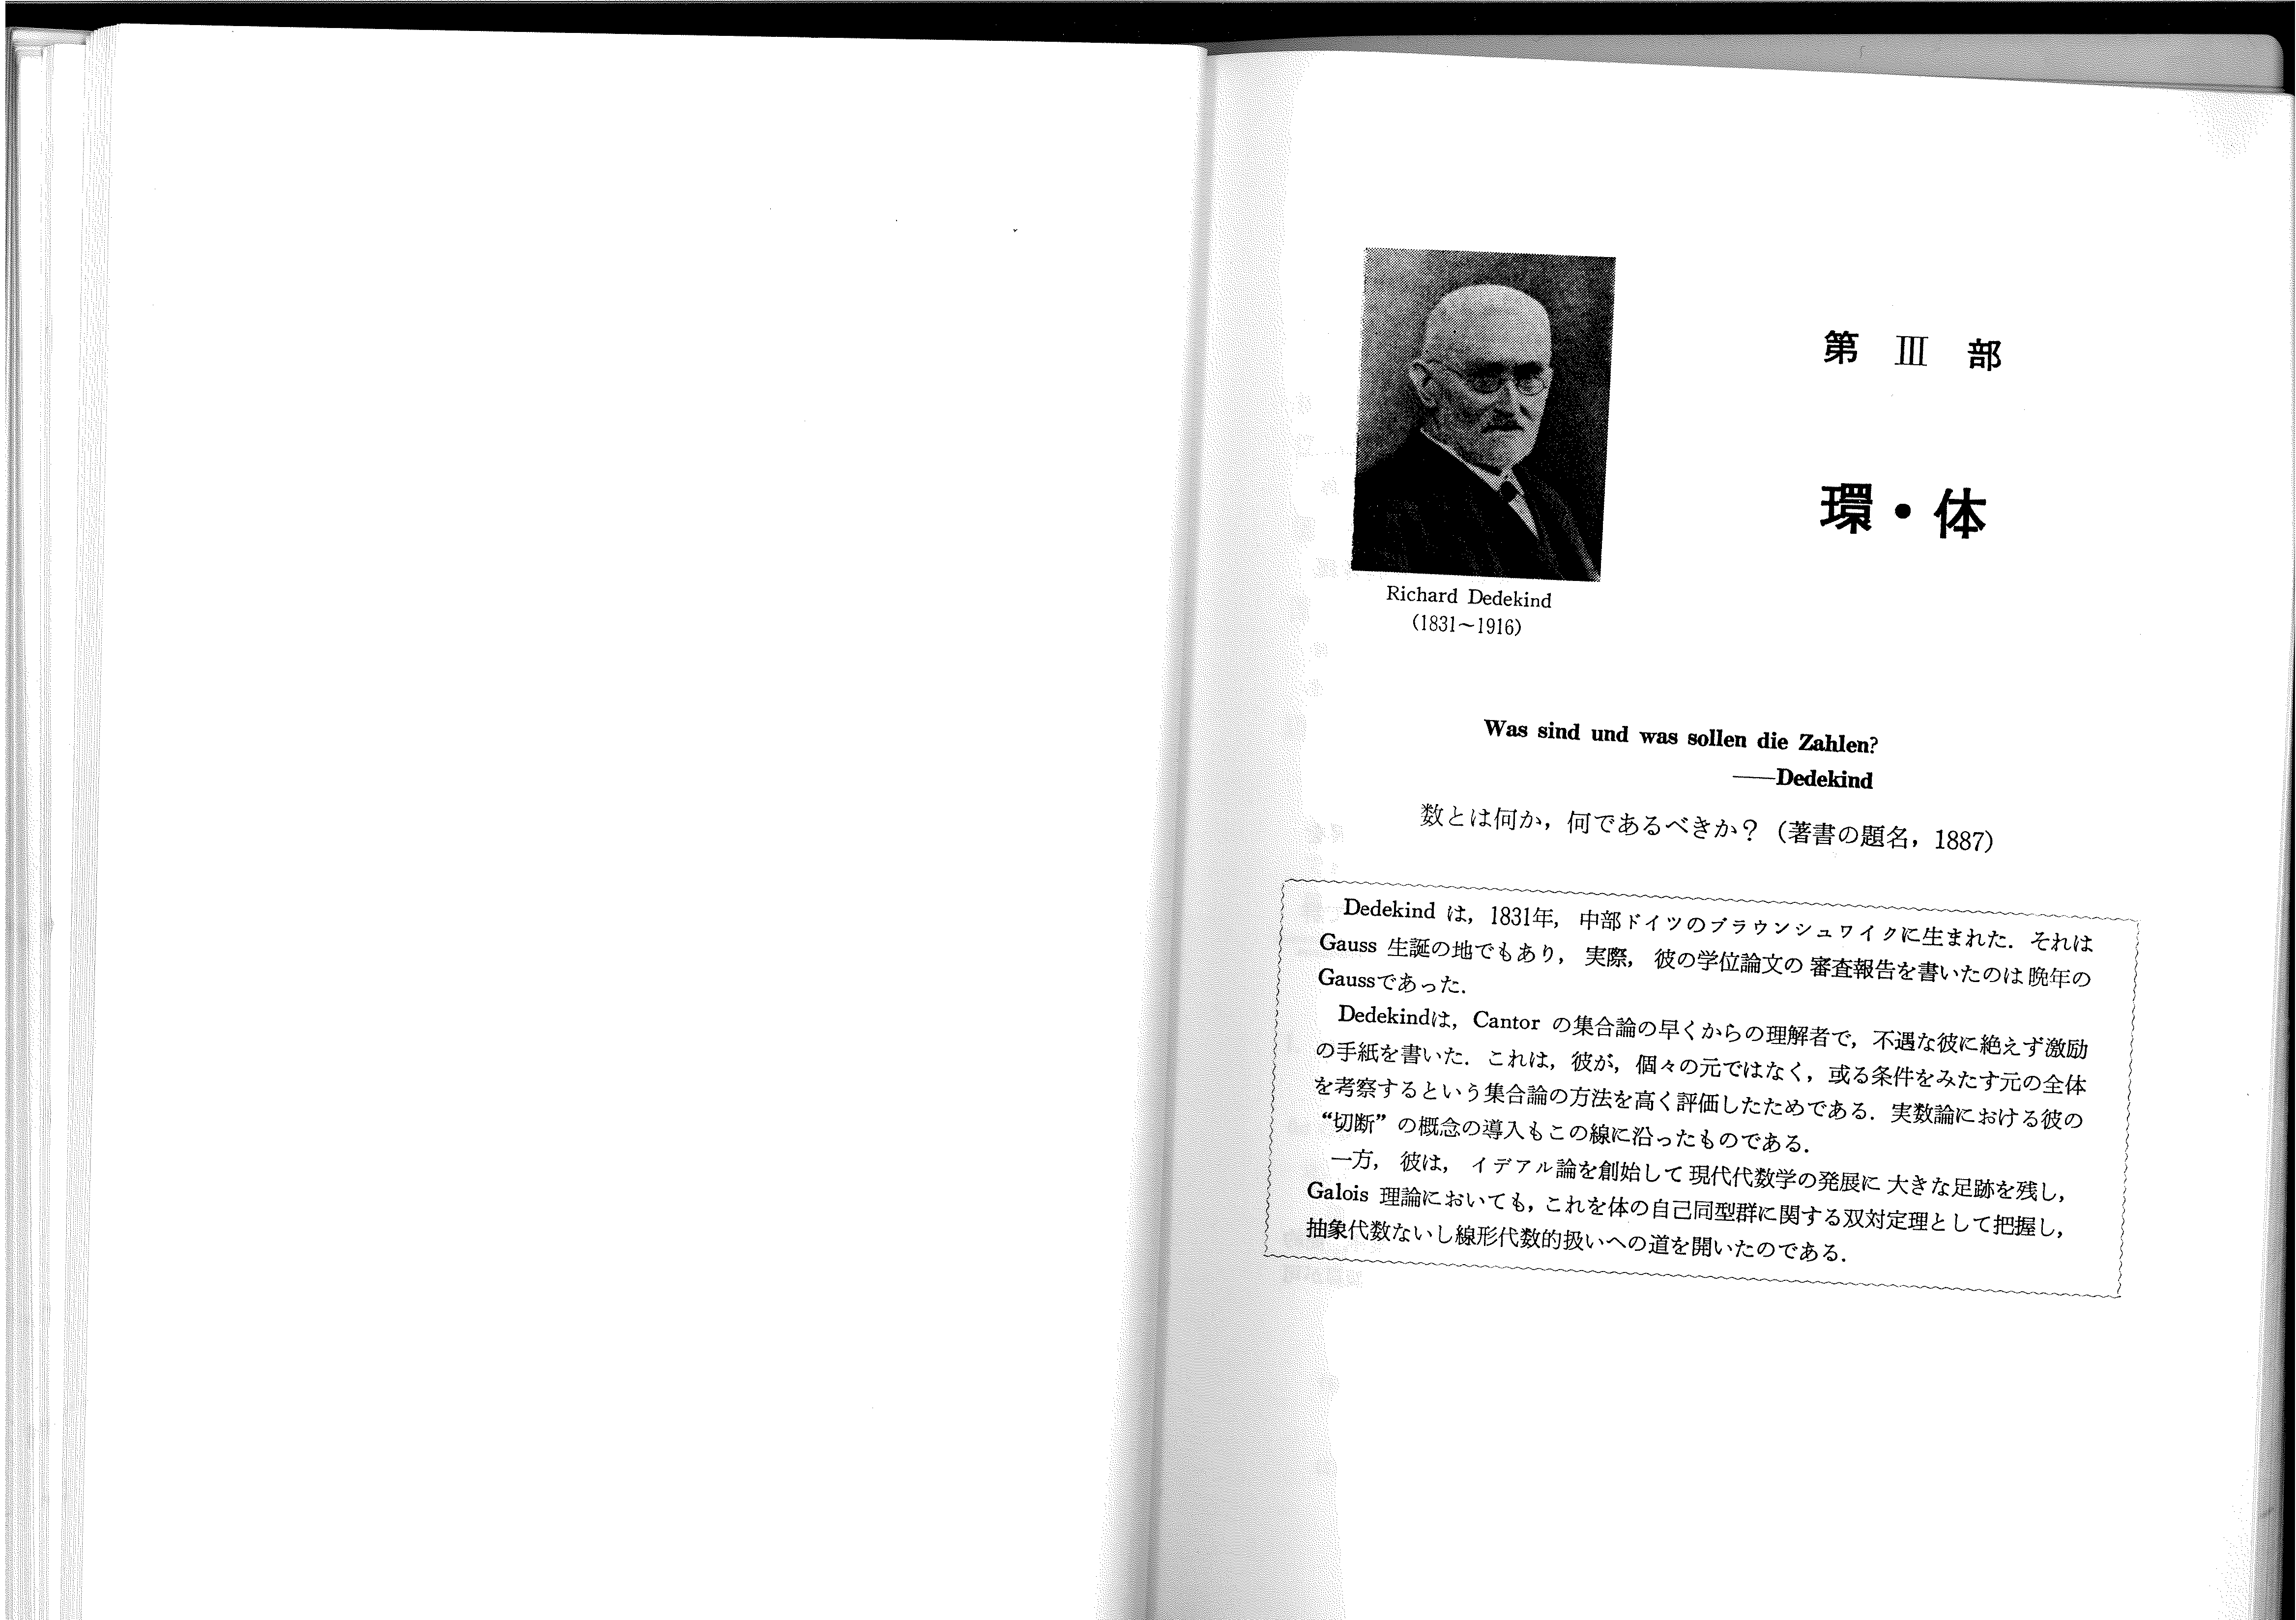 第 III 部
環・体
Richard Dedekind
(1831〜1916)
Was sind und was sollen die Zahlen?
——Dedekind
数とは何か，何であるべきか？（著書の題名，1887）
Dedekind は，1831年，中部ドイツのブラウンシュワイクに生まれた．それは
Gauss 生誕の地でもあり，実際，彼の学位論文の審査報告を書いたのは晩年の
Gaussであった．
Dedekindは，Cantor の集合論の早くからの理解者で，不遇な彼に絶えず激励
の手紙を書いた．これは，彼が，個々の元ではなく，或る条件をみたす元の全体
を考察するという集合論の方法を高く評価したためである．実数論における彼の
“切断”の概念の導入もこの線に沿ったものである．
一方，彼は，イデアル論を創始して現代代数学の発展に大きな足跡を残し，
Galois 理論においても，これを体の自己同型群に関する双対定理として把握し，
抽象代数ないし線形代数的扱いへの道を開いたのである．